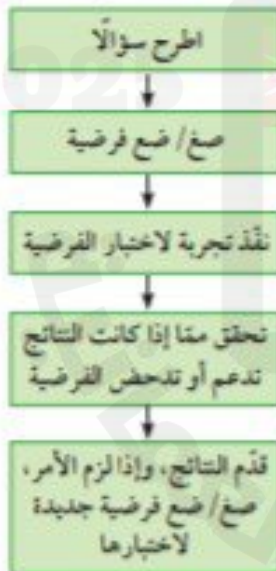 اطرح سؤالًا
صغ/ ضع فرضية
نفّذ تجربة لاختبار الفرضية
تحقق ممّا إذا كانت النتائج
تدعم أو تدحض الفرضية
قدّم النتائج، وإذا لزم الأمر،
صغ/ ضع فرضية جديدة
لاختبارها